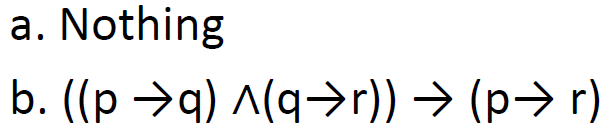 a. Nothing
b. ((p →q) ∧(q→r)) → (p→ r)